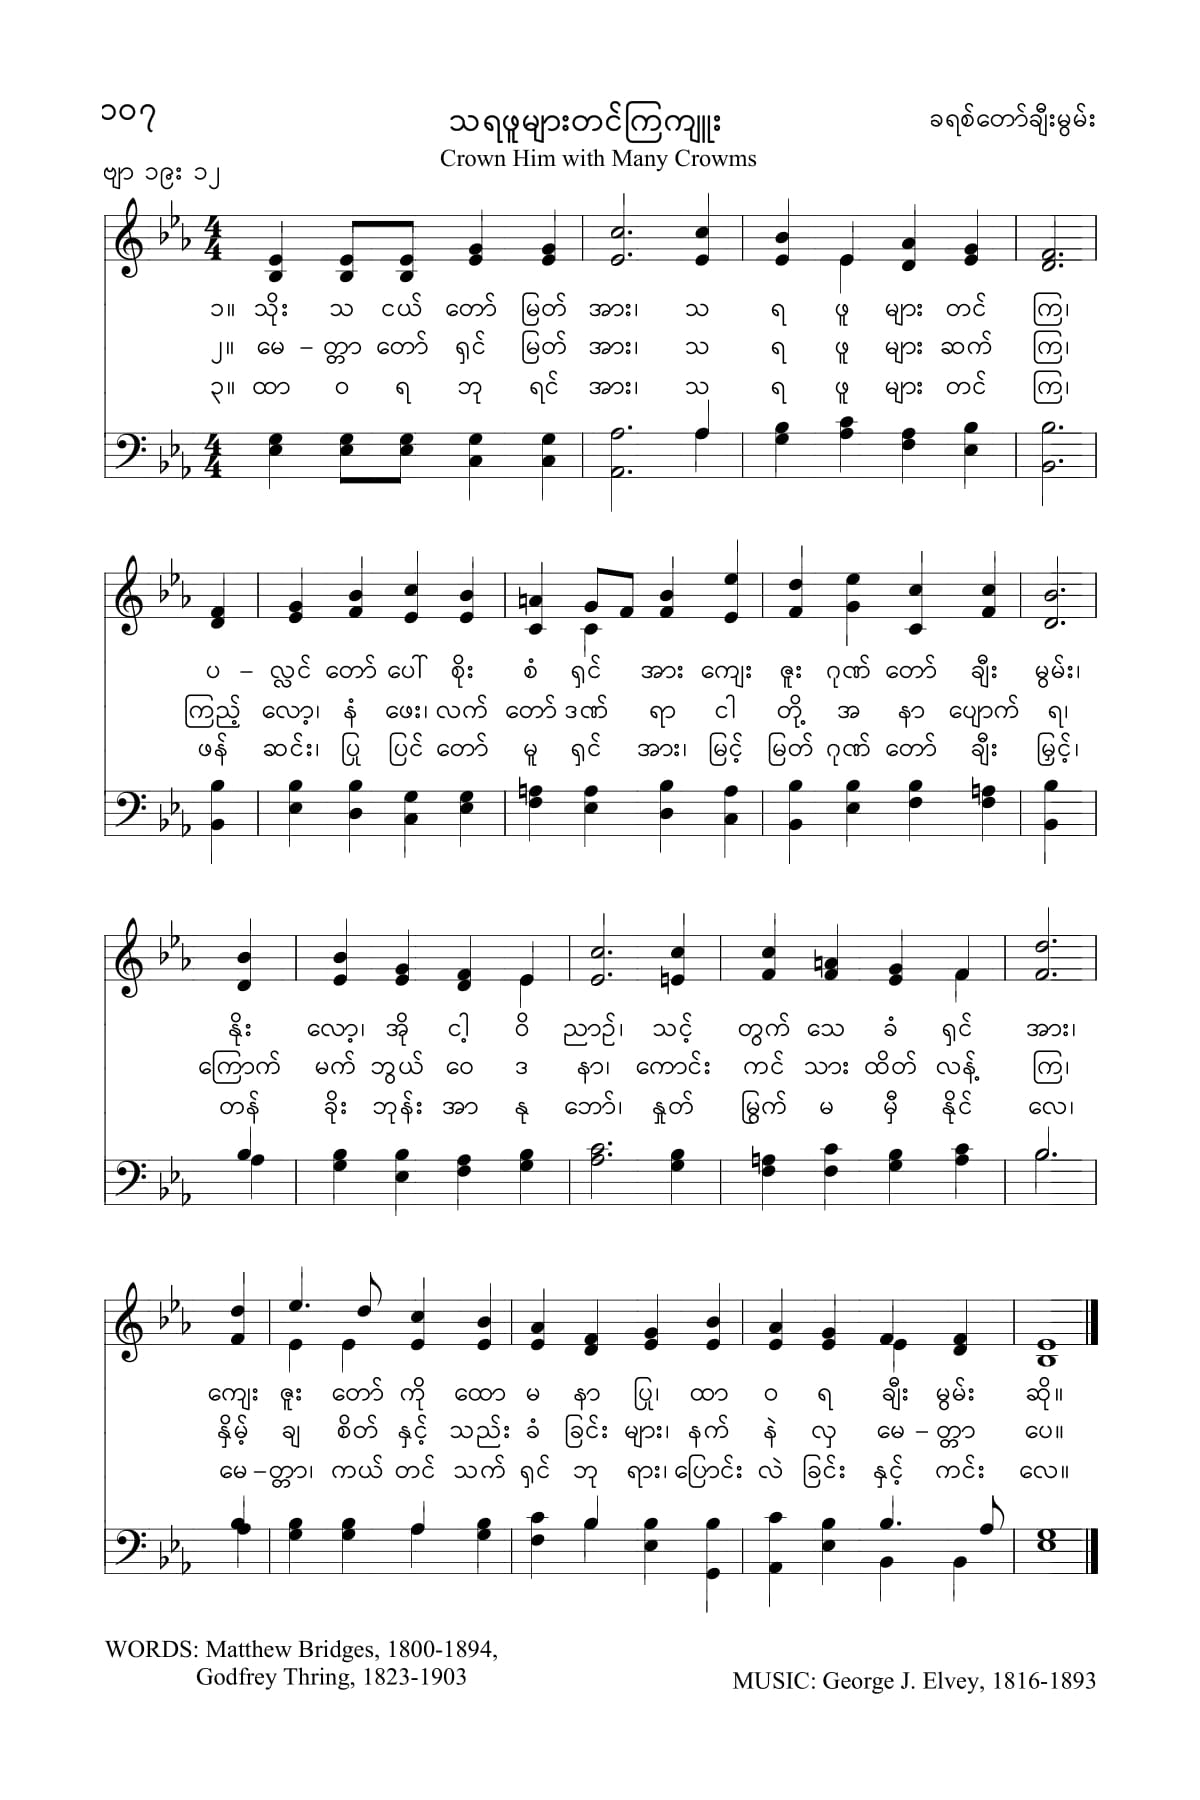 ၁၀၇
သရဖူများတင်ကြကျူး
ခရစ်တော်ချီးမွမ်း
Crown Him with Many Crowms
ဗျာ ၁၉း ၁၂
၁။ သိုး သ ငယ် တော် မြတ် အား၊ သ ရ ဖူ များ တင် ကြ၊
၂။ မေ – တ္တာ တော် ရှင် မြတ် အား၊ သ ရ ဖူ များ ဆက် ကြ၊
၃။ ထာ ဝ ရ ဘု ရင် အား၊ သ ရ ဖူ များ တင် ကြ၊
ပ – လ္လင် တော် ပေါ် စိုး စံ ရှင် အား ကျေး ဇူး ဂုဏ် တော် ချီး မွမ်း၊
ကြည့် လော့၊ နံ ဖေး၊ လက် တော် ဒဏ် ရာ ငါ တို့ အ နာ ပျောက် ရ၊
ဖန် ဆင်း၊ ပြု ပြင် တော် မူ ရှင် အား၊ မြင့် မြတ် ဂုဏ် တော် ချီး မြှင့်၊
နိုး လော့၊ အို ငါ့ ဝိ ညာဉ်၊ သင့် တွက် သေ ခံ ရှင် အား၊
ကြောက် မက် ဘွယ် ဝေ ဒ နာ၊ ကောင်း ကင် သား ထိတ် လန့် ကြ၊
တန် ခိုး ဘုန်း အာ နု ဘော်၊ နှုတ် မြွက် မ မှီ နိုင် လေ၊
ကျေး ဇူး တော် ကို ထော မ နာ ပြု၊ ထာ ဝ ရ ချီး မွမ်း ဆို။
နှိမ့် ချ စိတ် နှင့် သည်း ခံ ခြင်း များ၊ နက် နဲ လှ မေ – တ္တာ ပေ။
မေ –တ္တာ၊ ကယ် တင် သက် ရှင် ဘု ရား၊ ပြောင်း လဲ ခြင်း နှင့် ကင်း လေ။
WORDS: Matthew Bridges, 1800-1894,
Godfrey Thring, 1823-1903
MUSIC: George J. Elvey, 1816-1893